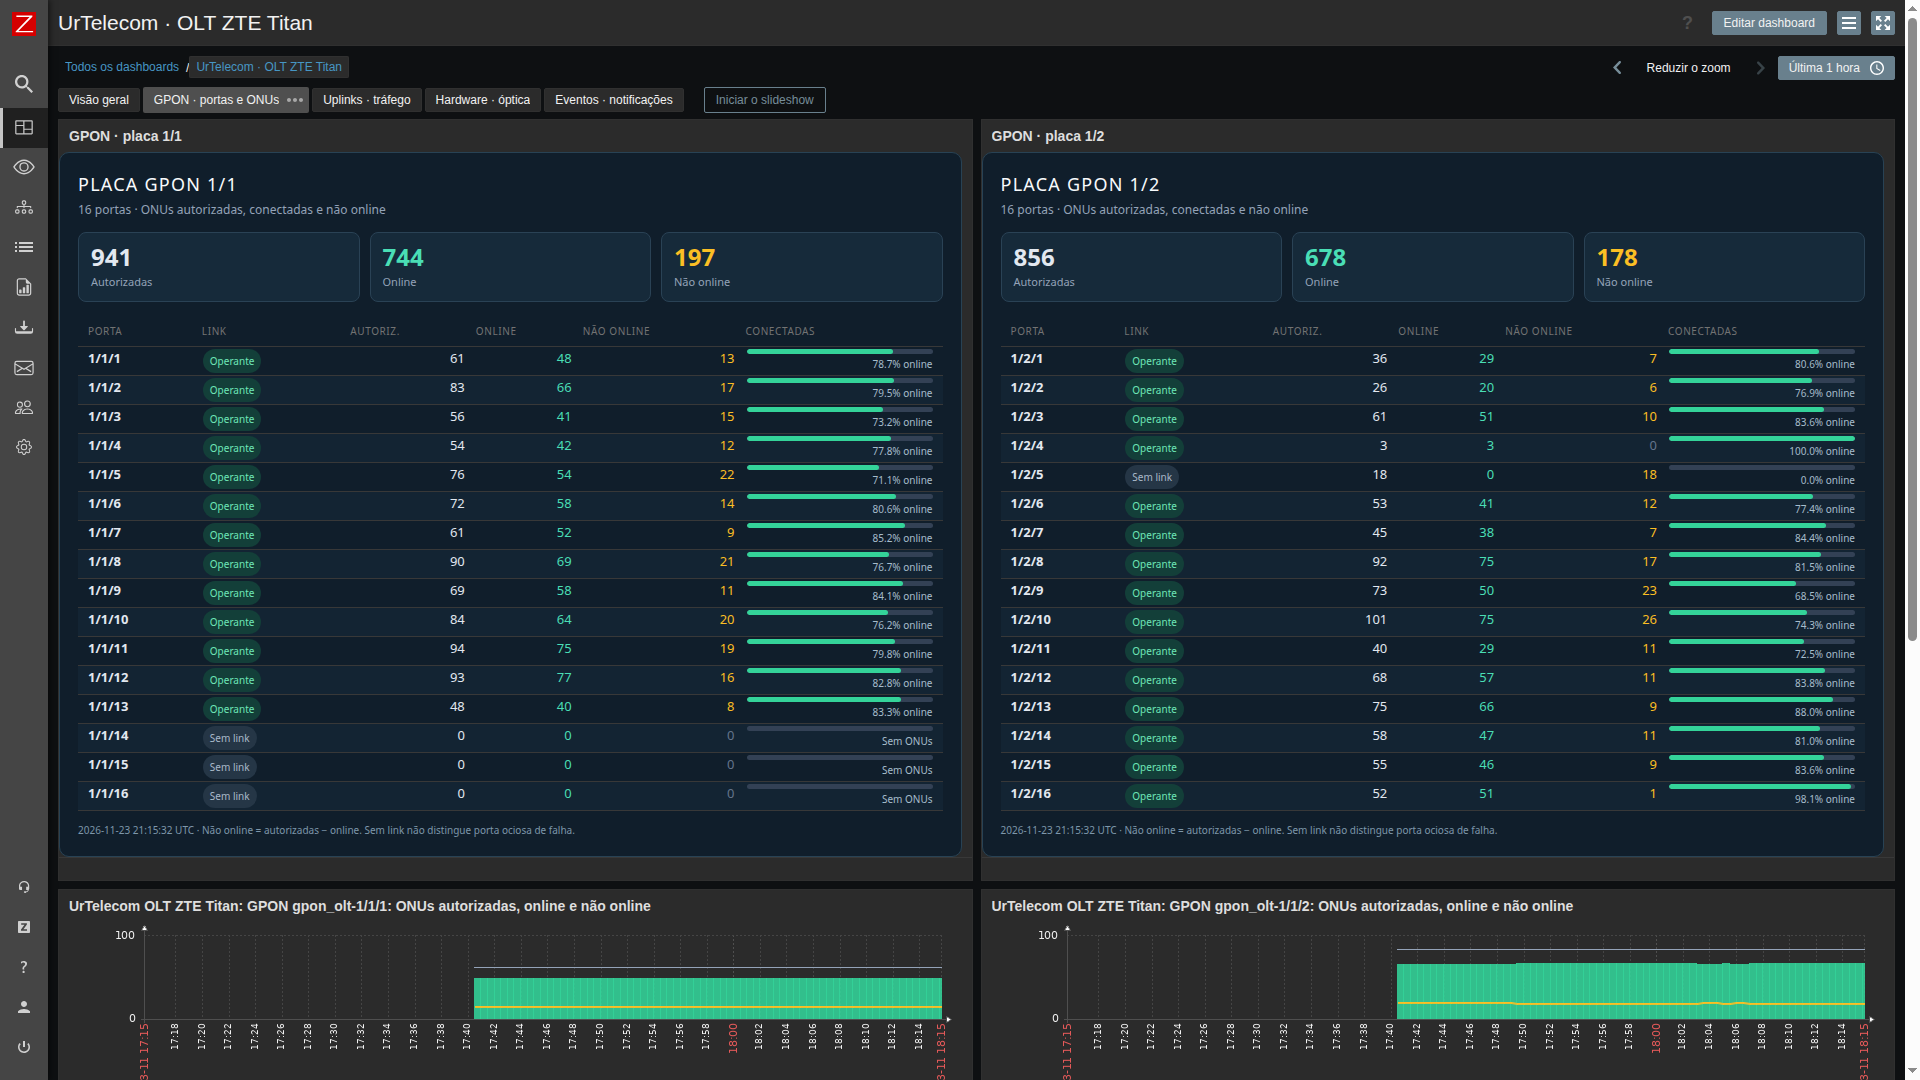 Z UrTelecom · OLT ZTE Titan ? Editar dashboard
Todos os dashboards / UrTelecom · OLT ZTE Titan Reduzir o zoom Última 1 hora
Visão geral GPON · portas e ONUs ••• Uplinks · tráfego Hardware · óptica Eventos · notificações Iniciar o slideshow
GPON · placa 1/1
PLACA GPON 1/1
16 portas · ONUs autorizadas, conectadas e não online
941 744 197
Autorizadas Online Não online
PORTA LINK AUTORIZ. ONLINE NÃO ONLINE CONECTADAS
1/1/1 Operante 61 48 13 78.7% online
1/1/2 Operante 83 66 17 79.5% online
1/1/3 Operante 56 41 15 73.2% online
1/1/4 Operante 54 42 12 77.8% online
1/1/5 Operante 76 54 22 71.1% online
1/1/6 Operante 72 58 14 80.6% online
1/1/7 Operante 61 52 9 85.2% online
1/1/8 Operante 90 69 21 76.7% online
1/1/9 Operante 69 58 11 84.1% online
1/1/10 Operante 84 64 20 76.2% online
1/1/11 Operante 94 75 19 79.8% online
1/1/12 Operante 93 77 16 82.8% online
1/1/13 Operante 48 40 8 83.3% online
1/1/14 Sem link 0 0 0 Sem ONUs
1/1/15 Sem link 0 0 0 Sem ONUs
1/1/16 Sem link 0 0 0 Sem ONUs
2026-11-23 21:15:32 UTC · Não online = autorizadas − online. Sem link não distingue porta ociosa de falha.
GPON · placa 1/2
PLACA GPON 1/2
16 portas · ONUs autorizadas, conectadas e não online
856 678 178
Autorizadas Online Não online
PORTA LINK AUTORIZ. ONLINE NÃO ONLINE CONECTADAS
1/2/1 Operante 36 29 7 80.6% online
1/2/2 Operante 26 20 6 76.9% online
1/2/3 Operante 61 51 10 83.6% online
1/2/4 Operante 3 3 0 100.0% online
1/2/5 Sem link 18 0 18 0.0% online
1/2/6 Operante 53 41 12 77.4% online
1/2/7 Operante 45 38 7 84.4% online
1/2/8 Operante 92 75 17 81.5% online
1/2/9 Operante 73 50 23 68.5% online
1/2/10 Operante 101 75 26 74.3% online
1/2/11 Operante 40 29 11 72.5% online
1/2/12 Operante 68 57 11 83.8% online
1/2/13 Operante 75 66 9 88.0% online
1/2/14 Operante 58 47 11 81.0% online
1/2/15 Operante 55 46 9 83.6% online
1/2/16 Operante 52 51 1 98.1% online
2026-11-23 21:15:32 UTC · Não online = autorizadas − online. Sem link não distingue porta ociosa de falha.
UrTelecom OLT ZTE Titan: GPON gpon_olt-1/1/1: ONUs autorizadas, online e não online
100
0
3-11 17:15 17:18 17:20 17:22 17:24 17:26 17:28 17:30 17:32 17:34 17:36 17:38 17:40 17:42 17:44 17:46 17:48 17:50 17:52 17:54 17:56 17:58 18:00 18:02 18:04 18:06 18:08 18:10 18:12 18:14 3-11 18:15
UrTelecom OLT ZTE Titan: GPON gpon_olt-1/1/2: ONUs autorizadas, online e não online
100
0
3-11 17:15 17:18 17:20 17:22 17:24 17:26 17:28 17:30 17:32 17:34 17:36 17:38 17:40 17:42 17:44 17:46 17:48 17:50 17:52 17:54 17:56 17:58 18:00 18:02 18:04 18:06 18:08 18:10 18:12 18:14 3-11 18:15
Z
?